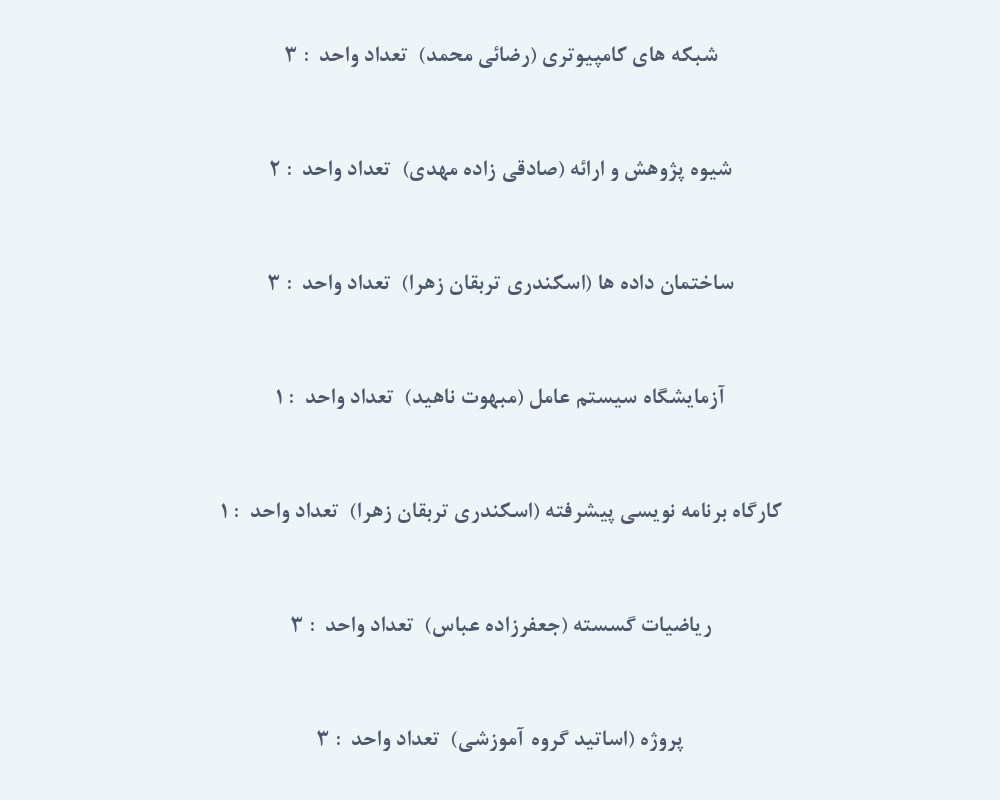 شبکه های کامپیوتری (رضائی محمد) تعداد واحد : ۳
شیوه پژوهش و ارائه (صادقی زاده مهدی) تعداد واحد : ۲
ساختمان داده ها (اسکندری تربقان زهرا) تعداد واحد : ۳
آزمایشگاه سیستم عامل (مبهوت ناهید) تعداد واحد : ۱
کارگاه برنامه نویسی پیشرفته (اسکندری تربقان زهرا) تعداد واحد : ۱
ریاضیات گسسته (جعفرزاده عباس) تعداد واحد : ۳
پروژه (اساتید گروه آموزشی) تعداد واحد : ۳